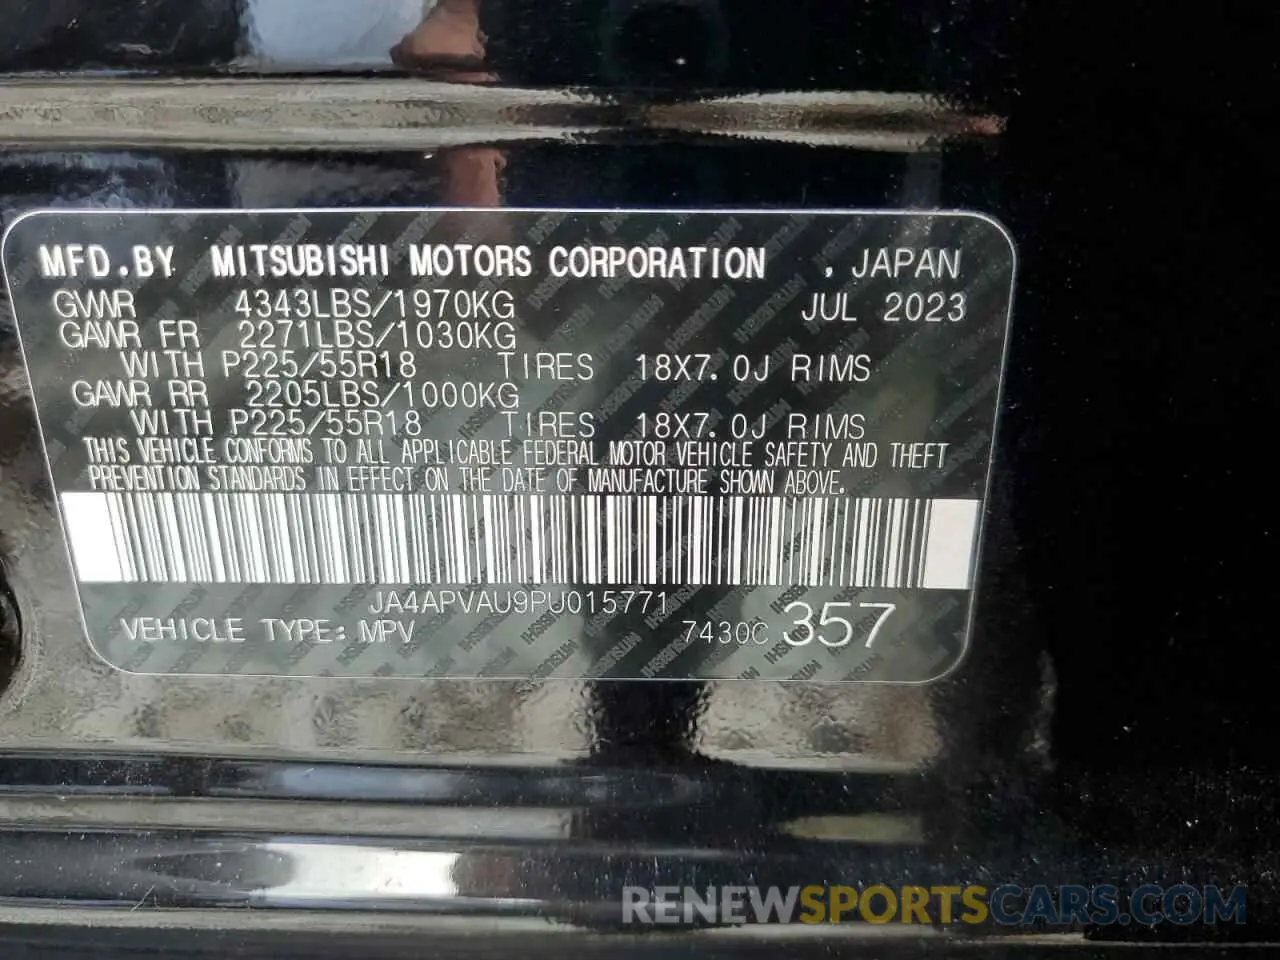 MFD.BY MITSUBISHI MOTORS CORPORATION , JAPAN
GVWR 4343LBS/1970KG JUL 2023
GAWR FR 2271LBS/1030KG
WITH P225/55R18 TIRES 18X7.0J RIMS
GAWR RR 2205LBS/1000KG
WITH P225/55R18 TIRES 18X7.0J RIMS
THIS VEHICLE CONFORMS TO ALL APPLICABLE FEDERAL MOTOR VEHICLE SAFETY AND THEFT
PREVENTION STANDARDS IN EFFECT ON THE DATE OF MANUFACTURE SHOWN ABOVE.
JA4APVAU9PU015771
VEHICLE TYPE: MPV 7430C 357
RENEWSPORTSCARS.COM